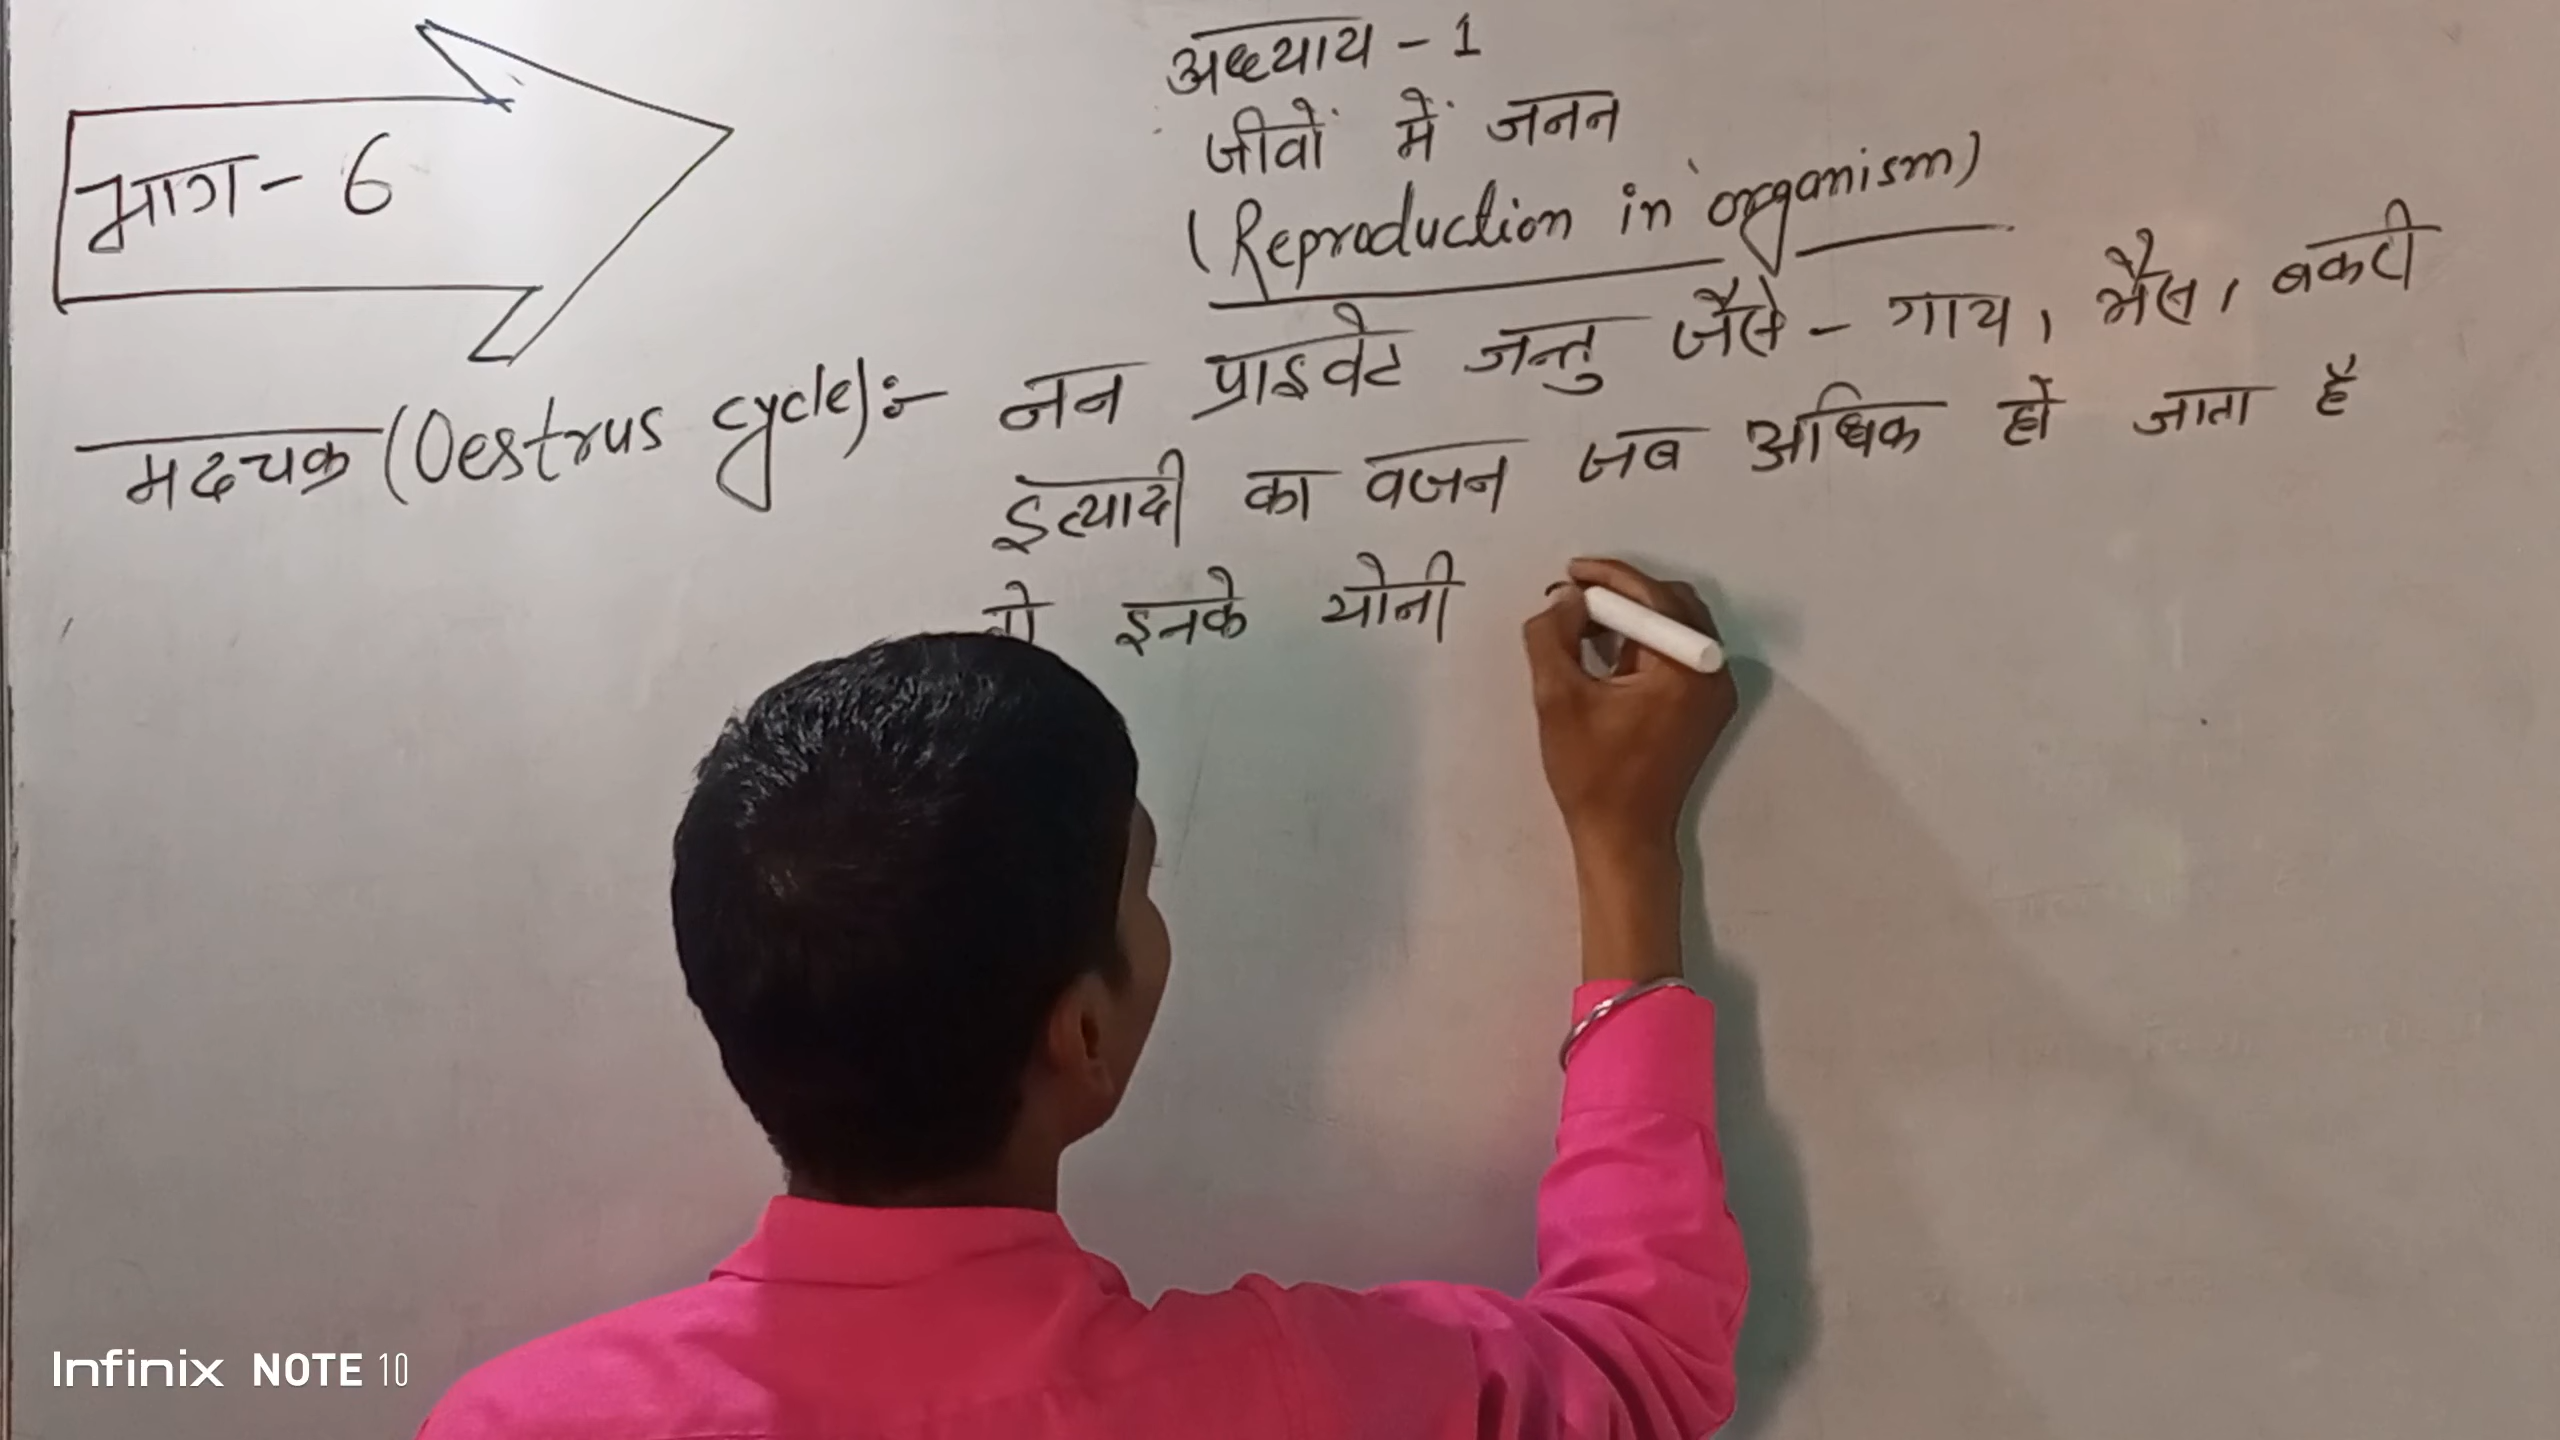 भाग - 6
अध्याय - 1
जीवों में जनन
(Reproduction in organism)
मदचक्र (Oestrus cycle) :- नन प्राइवेट जन्तु जैसे - गाय, भैंस, बकरी
इत्यादी का वजन जब अधिक हो जाता है
तो इनके योनी
Infinix NOTE 10